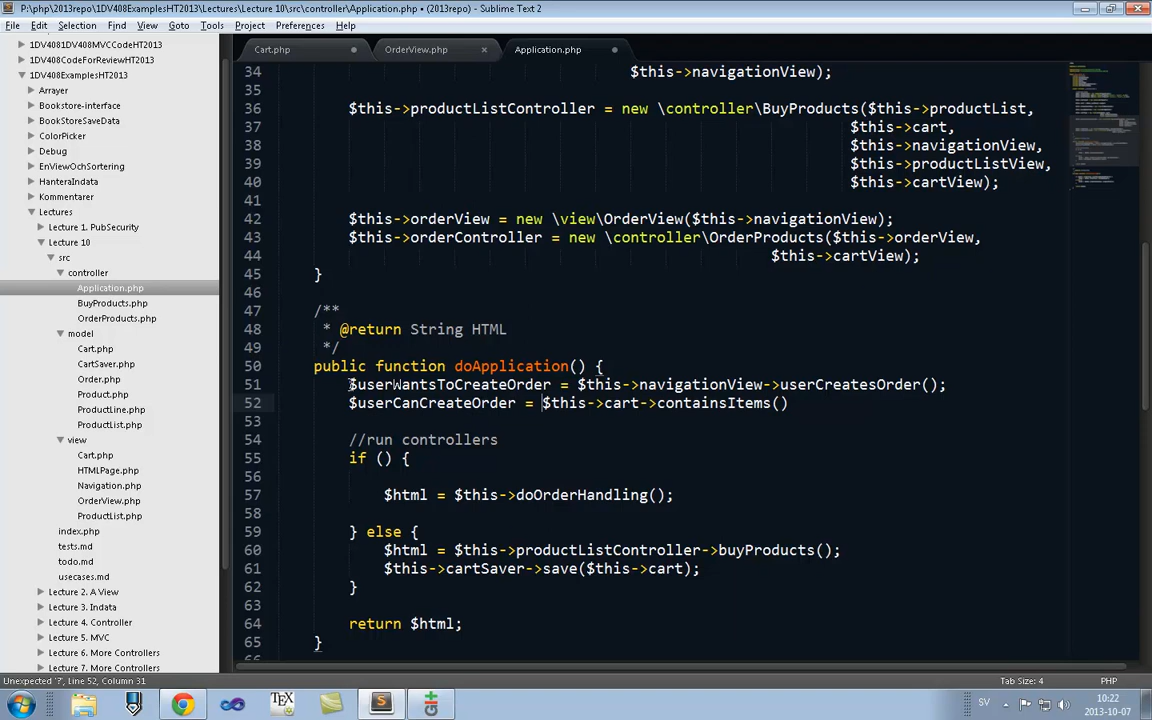 P:\php\2013repo\1DV408ExamplesHT2013\Lectures\Lecture 10\src\controller\Application.php • (2013repo) - Sublime Text 2
File Edit Selection Find View Goto Tools Project Preferences Help
1DV4081DV408MVCCodeHT2013
1DV408CodeForReviewHT2013
1DV408ExamplesHT2013
Arrayer
Bookstore-interface
BookStoreSaveData
ColorPicker
Debug
EnViewOchSortering
HanteraIndata
Kommentarer
Lectures
Lecture 1. PubSecurity
Lecture 10
src
controller
Application.php
BuyProducts.php
OrderProducts.php
model
Cart.php
CartSaver.php
Order.php
Product.php
ProductLine.php
ProductList.php
view
Cart.php
HTMLPage.php
Navigation.php
OrderView.php
ProductList.php
index.php
tests.md
todo.md
usecases.md
Lecture 2. A View
Lecture 3. Indata
Lecture 4. Controller
Lecture 5. MVC
Lecture 6. More Controllers
Lecture 7. More Controllers
Cart.php OrderView.php Application.php
34 $this->navigationView);
35
36 $this->productListController = new \controller\BuyProducts($this->productList,
37 $this->cart,
38 $this->navigationView,
39 $this->productListView,
40 $this->cartView);
41
42 $this->orderView = new \view\OrderView($this->navigationView);
43 $this->orderController = new \controller\OrderProducts($this->orderView,
44 $this->cartView);
45 }
46
47 /**
48 * @return String HTML
49 */
50 public function doApplication() {
51 $userWantsToCreateOrder = $this->navigationView->userCreatesOrder();
52 $userCanCreateOrder = $this->cart->containsItems()
53
54 //run controllers
55 if () {
56
57 $html = $this->doOrderHandling();
58
59 } else {
60 $html = $this->productListController->buyProducts();
61 $this->cartSaver->save($this->cart);
62 }
63
64 return $html;
65 }
66
Unexpected '?', Line 52, Column 31 Tab Size: 4 PHP
SV 10:22
2013-10-07